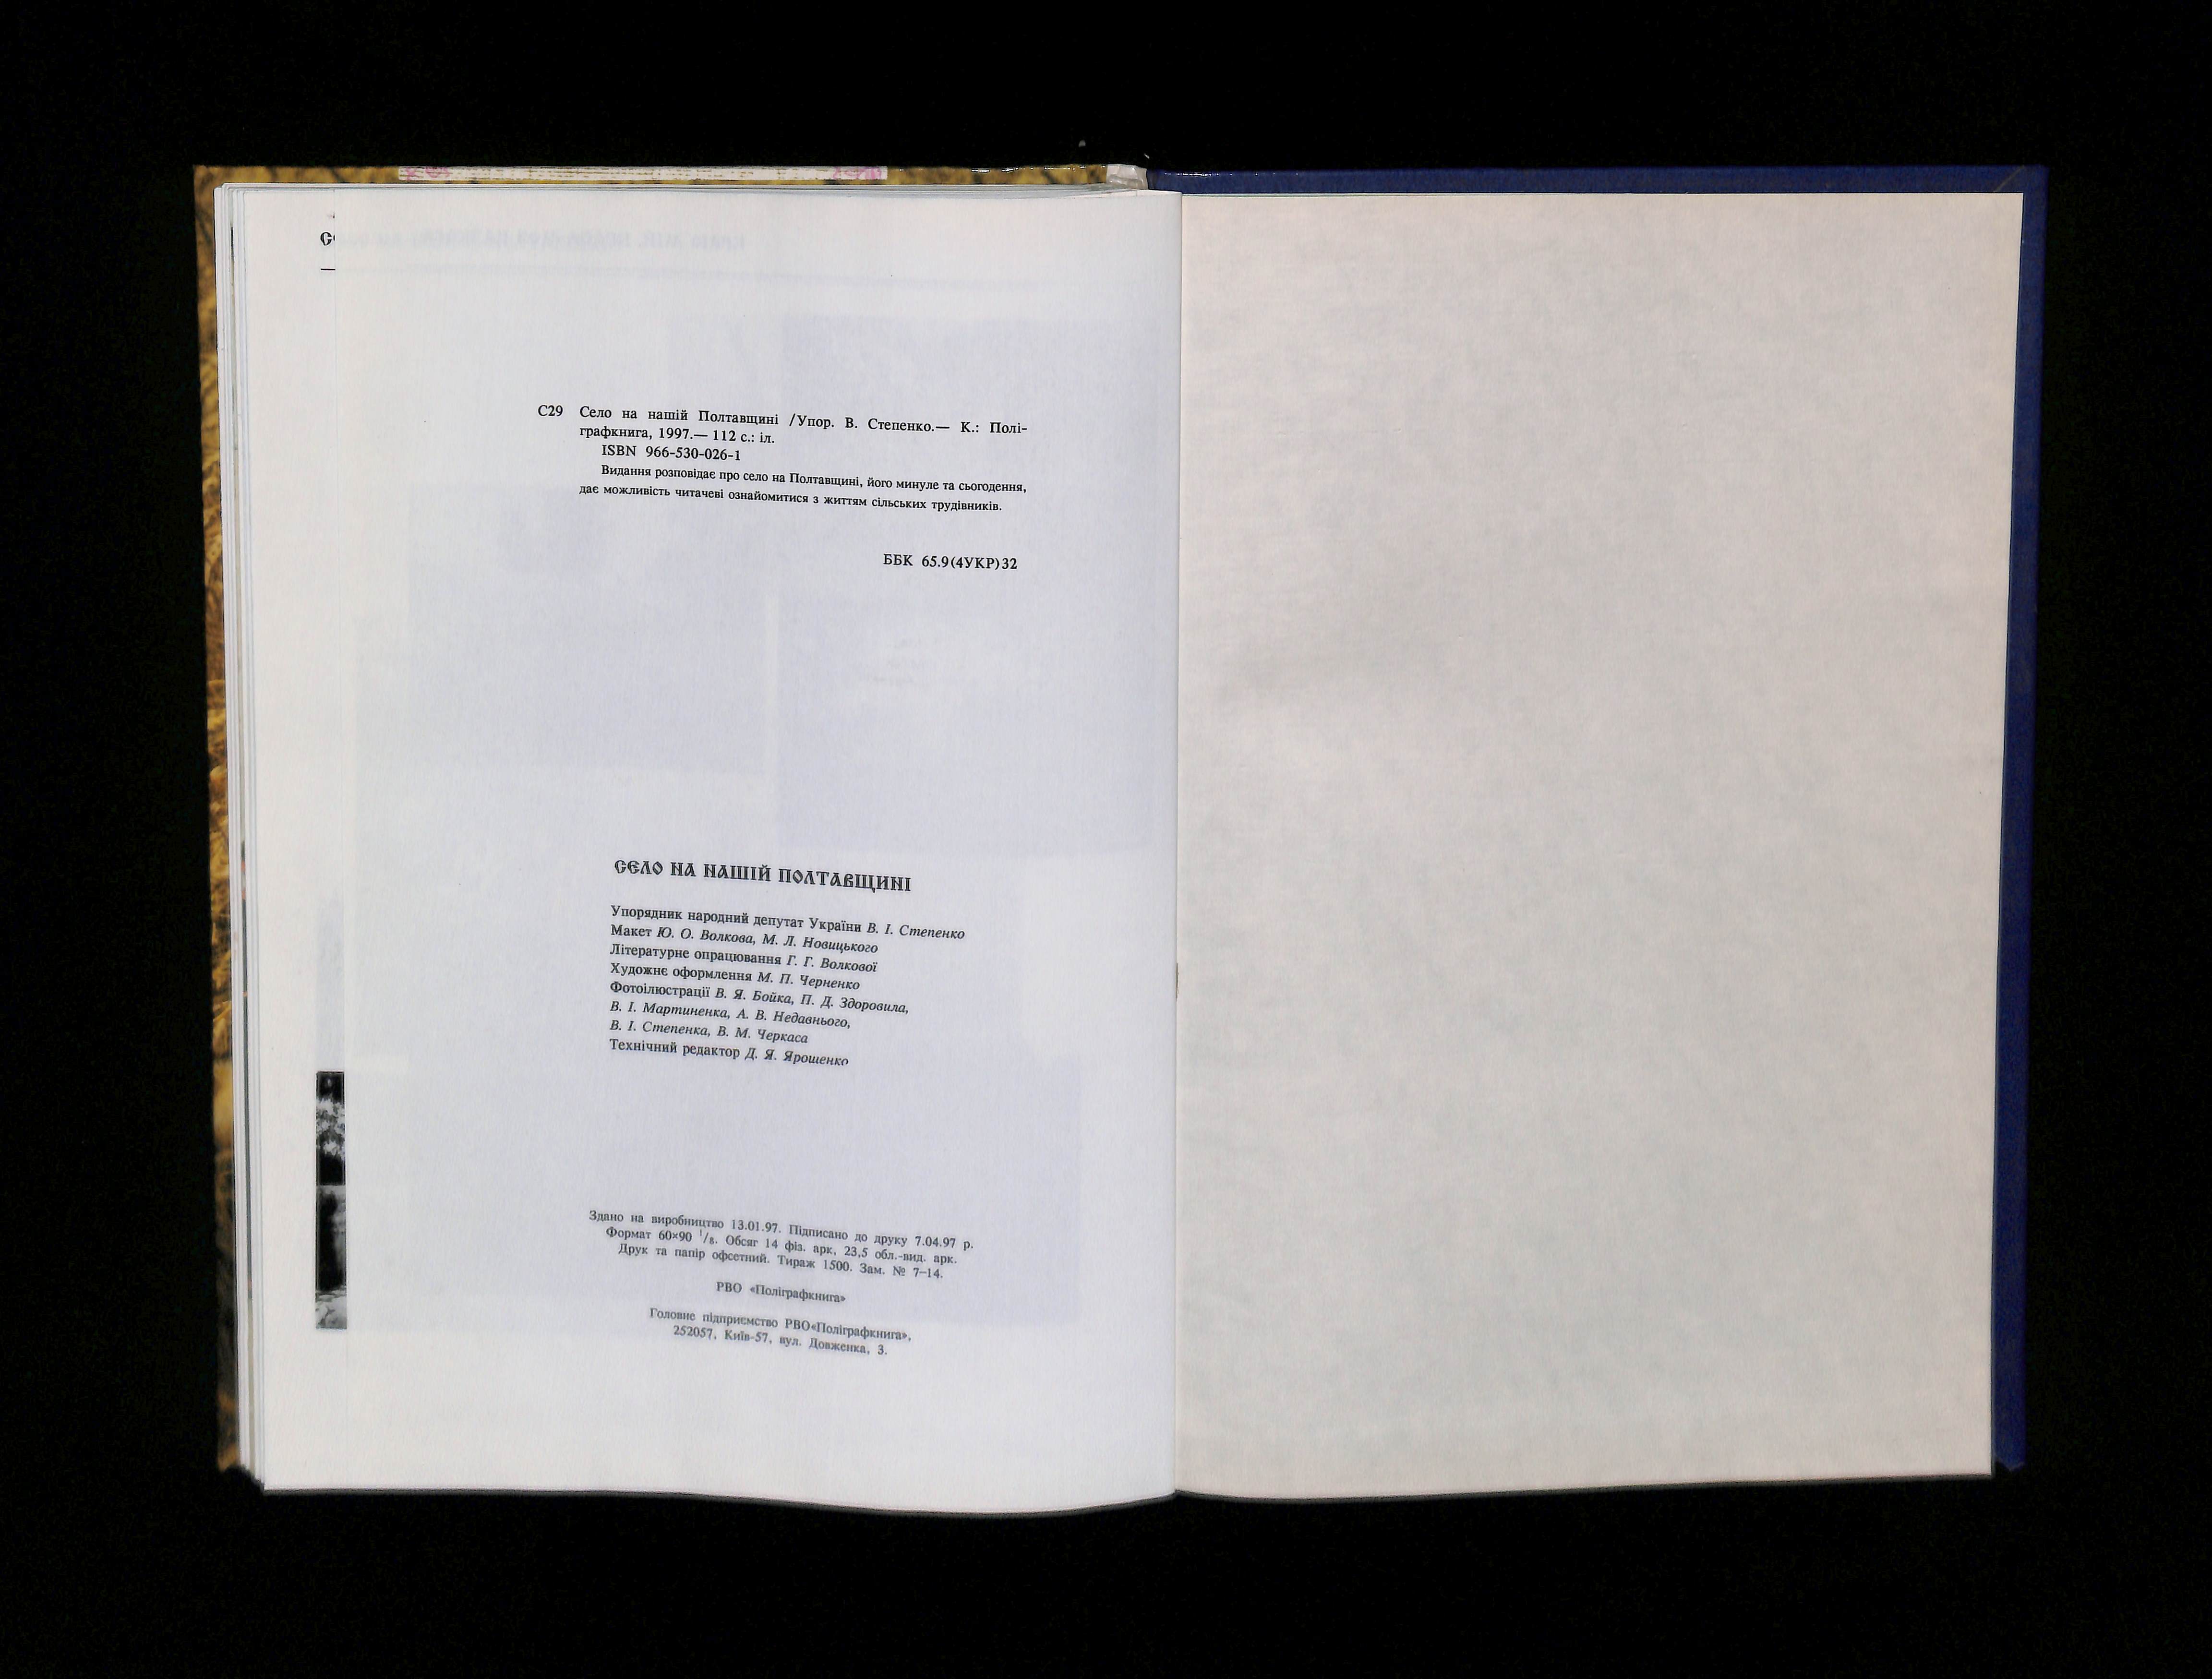 С29 Село на нашій Полтавщині /Упор. В. Степенко.— К.: Полі-
графкнига, 1997.— 112 с.: іл.
ISBN 966-530-026-1
Видання розповідає про село на Полтавщині, його минуле та сьогодення,
дає можливість читачеві ознайомитися з життям сільських трудівників.
ББК 65.9(4УКР)32
СЕЛО НА НАШІЙ ПОЛТАВЩИНІ
Упорядник народний депутат України В. І. Степенко
Макет Ю. О. Волкова, М. Л. Новицького
Літературне опрацювання Г. Г. Волкової
Художнє оформлення М. П. Черненко
Фотоілюстрації В. Я. Бойка, П. Д. Здоровила,
В. І. Мартиненка, А. В. Недавнього,
В. І. Степенка, В. М. Черкаса
Технічний редактор Д. Я. Ярошенко
Здано на виробництво 13.01.97. Підписано до друку 7.04.97 р.
Формат 60×90 1/8. Обсяг 14 фіз. арк, 23,5 обл.-вид. арк.
Друк та папір офсетний. Тираж 1500. Зам. № 7–14.
РВО «Поліграфкнига»
Головне підприємство РВО«Поліграфкнига»,
252057, Київ-57, вул. Довженка, 3.